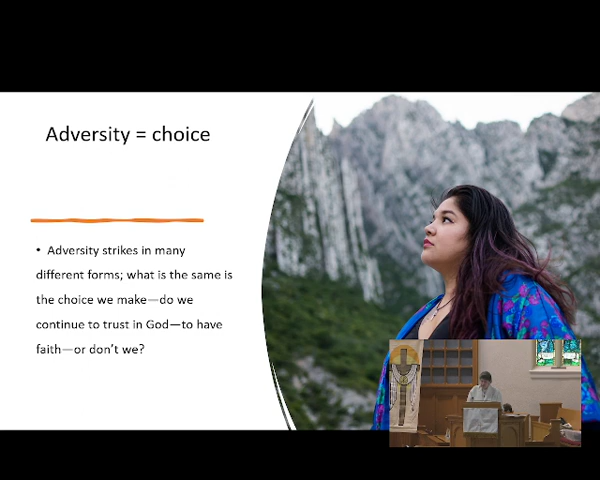 Adversity = choice
• Adversity strikes in many
different forms; what is the same is
the choice we make—do we
continue to trust in God—to have
faith—or don't we?